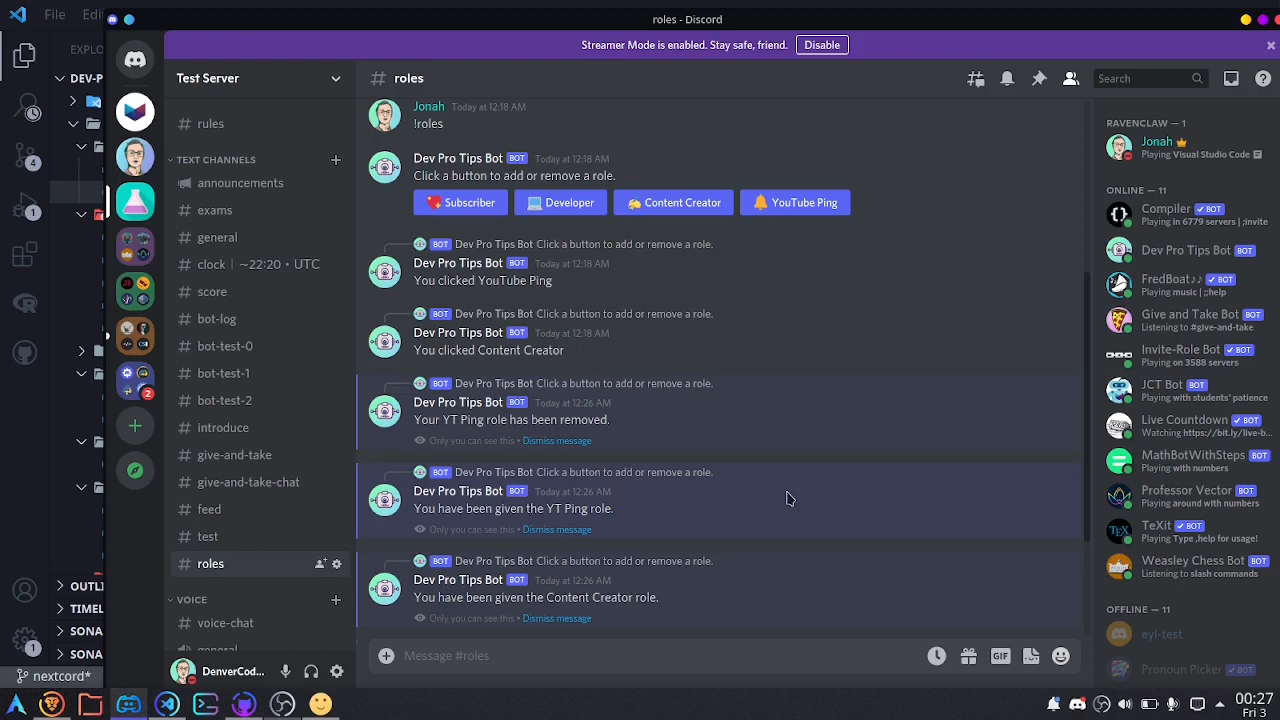 File
Edi
roles - Discord
Streamer Mode is enabled. Stay safe, friend.
Disable
EXPLO
DEV-P
4
1
1
OUTLI
TIMEL
SONA
SONA
nextcord*
2
Test Server
# rules
TEXT CHANNELS
announcements
# exams
# general
# clock | ~22:20 • UTC
# score
# bot-log
# bot-test-0
# bot-test-1
# bot-test-2
# introduce
# give-and-take
# give-and-take-chat
# feed
# test
# roles
VOICE
# voice-chat
general
DenverCod...
# roles
Search
Jonah Today at 12:18 AM
!roles
Dev Pro Tips Bot BOT Today at 12:18 AM
Click a button to add or remove a role.
Subscriber
Developer
Content Creator
YouTube Ping
BOT Dev Pro Tips Bot Click a button to add or remove a role.
Dev Pro Tips Bot BOT Today at 12:18 AM
You clicked YouTube Ping
BOT Dev Pro Tips Bot Click a button to add or remove a role.
Dev Pro Tips Bot BOT Today at 12:18 AM
You clicked Content Creator
BOT Dev Pro Tips Bot Click a button to add or remove a role.
Dev Pro Tips Bot BOT Today at 12:26 AM
Your YT Ping role has been removed.
Only you can see this • Dismiss message
BOT Dev Pro Tips Bot Click a button to add or remove a role.
Dev Pro Tips Bot BOT Today at 12:26 AM
You have been given the YT Ping role.
Only you can see this • Dismiss message
BOT Dev Pro Tips Bot Click a button to add or remove a role.
Dev Pro Tips Bot BOT Today at 12:26 AM
You have been given the Content Creator role.
Only you can see this • Dismiss message
Message #roles
GIF
RAVENCLAW — 1
Jonah
Playing Visual Studio Code
ONLINE — 11
Compiler ✓ BOT
Playing in 6779 servers | ;invite
Dev Pro Tips Bot BOT
FredBoat♪♪ ✓ BOT
Playing music | ;;help
Give and Take Bot BOT
Listening to #give-and-take
Invite-Role Bot ✓ BOT
Playing on 3588 servers
JCT Bot BOT
Playing with students' patience
Live Countdown ✓ BOT
Watching https://bit.ly/live-b...
MathBotWithSteps BOT
Playing with numbers
Professor Vector BOT
Playing around with numbers
TeXit ✓ BOT
Playing Type ,help for usage!
Weasley Chess Bot BOT
Listening to slash commands
OFFLINE — 11
eyl-test
Pronoun Picker ✓ BOT
00:27
Fri 3